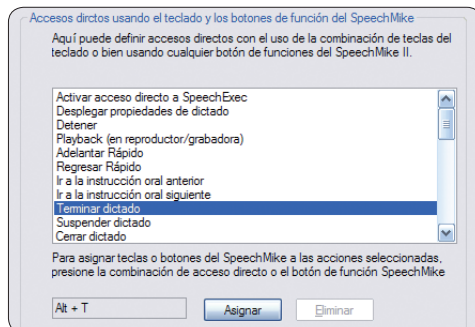 Accesos dirctos usando el teclado y los botones de función del SpeechMike
Aquí puede definir accesos directos con el uso de la combinación de teclas del
teclado o bien usando cualquier botón de funciones del SpeechMike II.
Activar acceso directo a SpeechExec
Desplegar propiedades de dictado
Detener
Playback (en reproductor/grabadora)
Adelantar Rápido
Regresar Rápido
Ir a la instrucción oral anterior
Ir a la instrucción oral siguiente
Terminar dictado
Suspender dictado
Cerrar dictado
Para asignar teclas o botones del SpeechMike a las acciones seleccionadas,
presione la combinación de acceso directo o el botón de función SpeechMike
Alt + T
Asignar
Eliminar